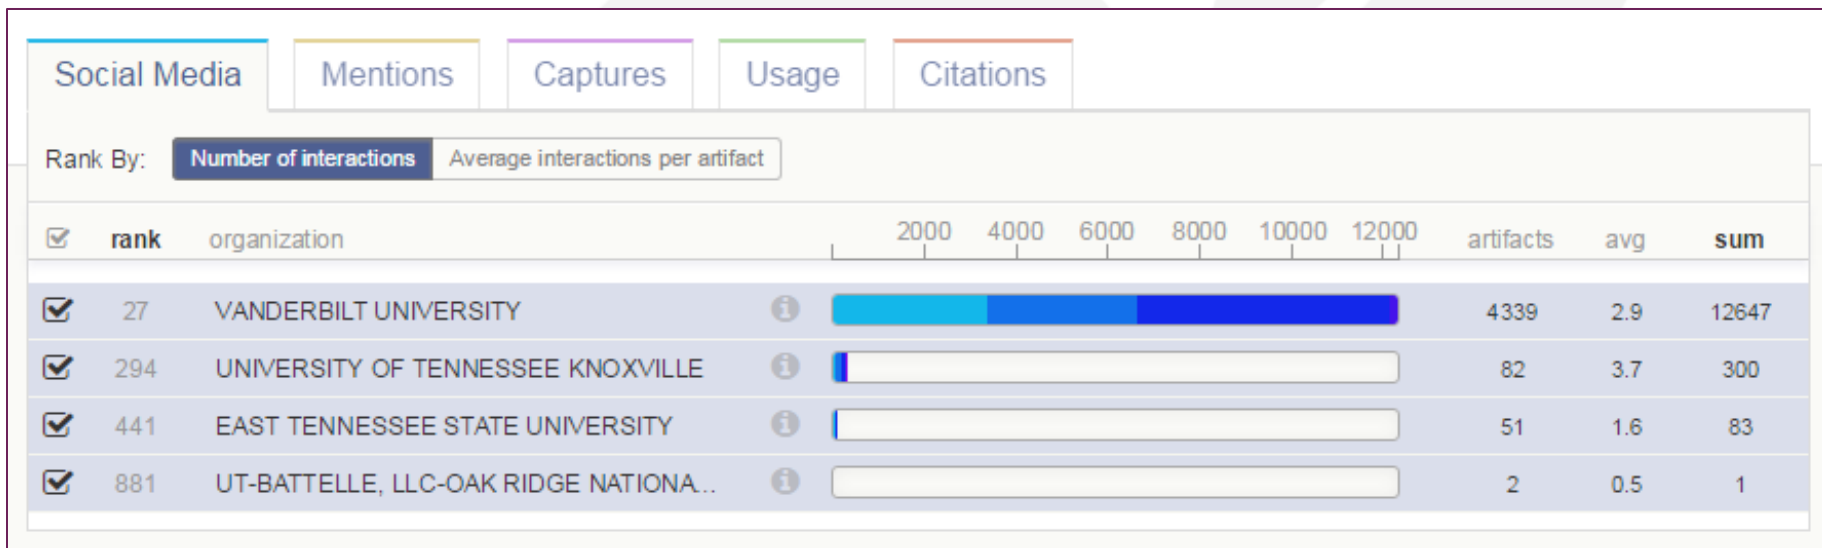 Social Media Mentions Captures Usage Citations
Rank By: Number of interactions Average interactions per artifact
rank organization 2000 4000 6000 8000 10000 12000 artifacts avg sum
27 VANDERBILT UNIVERSITY 4339 2.9 12647
294 UNIVERSITY OF TENNESSEE KNOXVILLE 82 3.7 300
441 EAST TENNESSEE STATE UNIVERSITY 51 1.6 83
881 UT-BATTELLE, LLC-OAK RIDGE NATIONA... 2 0.5 1